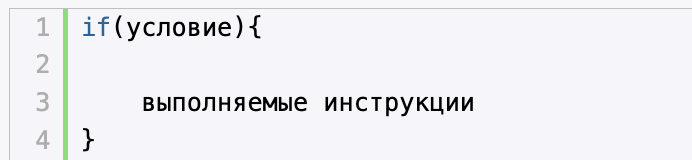 1 if(условие){
2
3     выполняемые инструкции
4 }